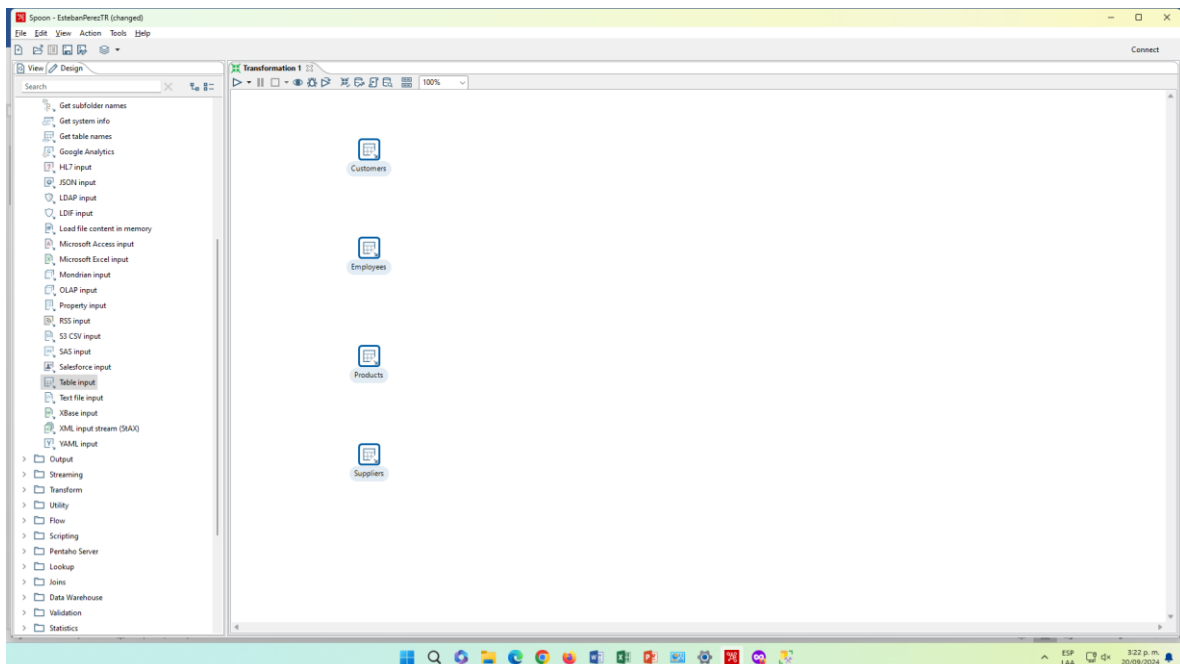 Spoon - EstebanPerezTR (changed)
File Edit View Action Tools Help
Connect
View Design
Transformation 1
Search
100%
Get subfolder names
Get system info
Get table names
Google Analytics
HL7 input
JSON input
LDAP input
LDIF input
Load file content in memory
Microsoft Access input
Microsoft Excel input
Mondrian input
OLAP input
Property input
RSS input
S3 CSV input
SAS input
Salesforce input
Table input
Text file input
XBase input
XML input stream (StAX)
YAML input
Output
Streaming
Transform
Utility
Flow
Scripting
Pentaho Server
Lookup
Joins
Data Warehouse
Validation
Statistics
Customers
Employees
Products
Suppliers
ESP
LAA
3:22 p. m.
20/09/2024